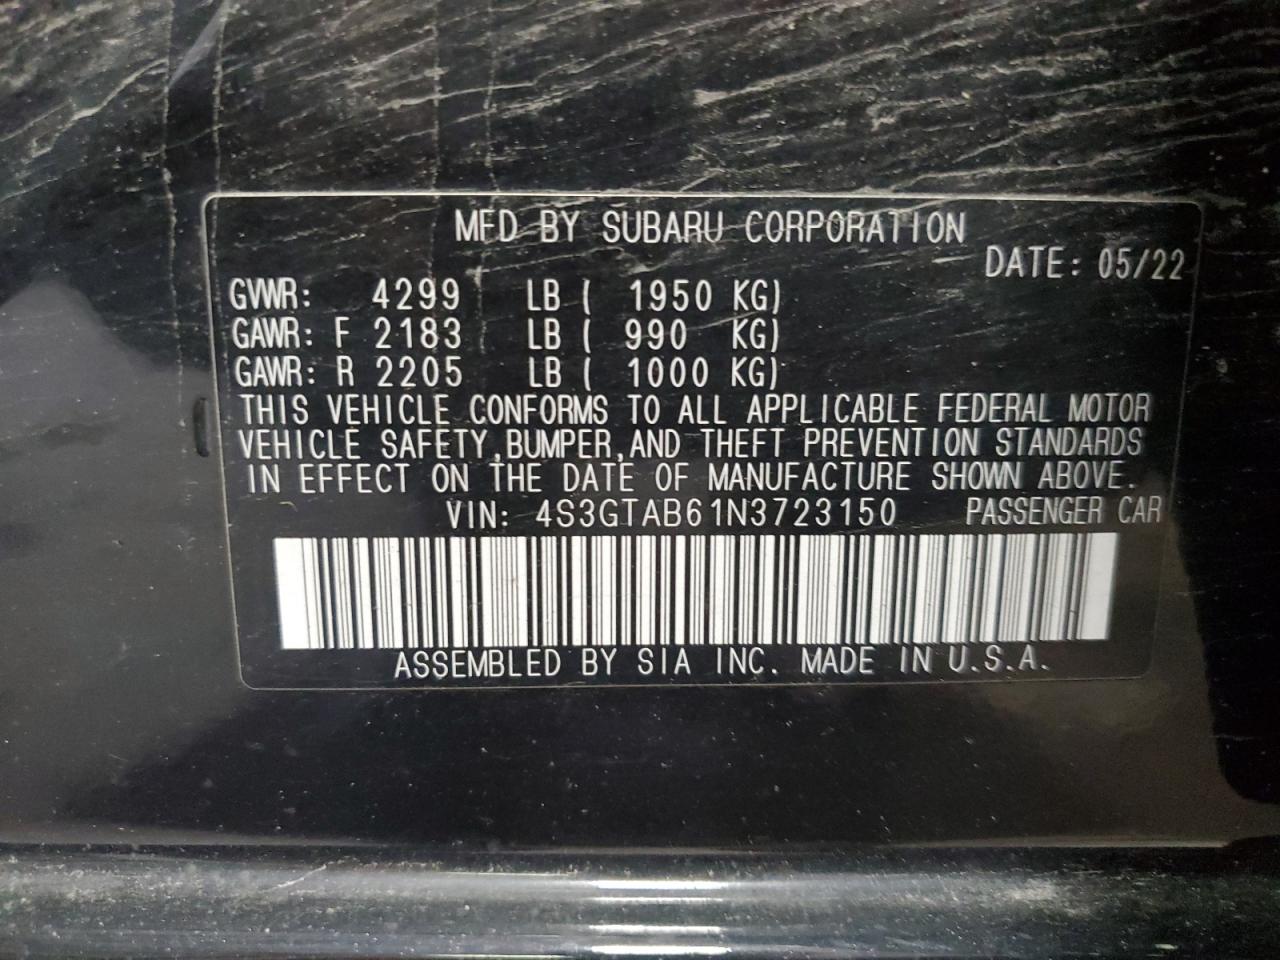 MFD BY SUBARU CORPORATION
DATE: 05/22
GVWR: 4299 LB ( 1950 KG)
GAWR: F 2183 LB ( 990 KG)
GAWR: R 2205 LB ( 1000 KG)
THIS VEHICLE CONFORMS TO ALL APPLICABLE FEDERAL MOTOR
VEHICLE SAFETY,BUMPER,AND THEFT PREVENTION STANDARDS
IN EFFECT ON THE DATE OF MANUFACTURE SHOWN ABOVE.
VIN: 4S3GTAB61N3723150 PASSENGER CAR
ASSEMBLED BY SIA INC. MADE IN U.S.A.